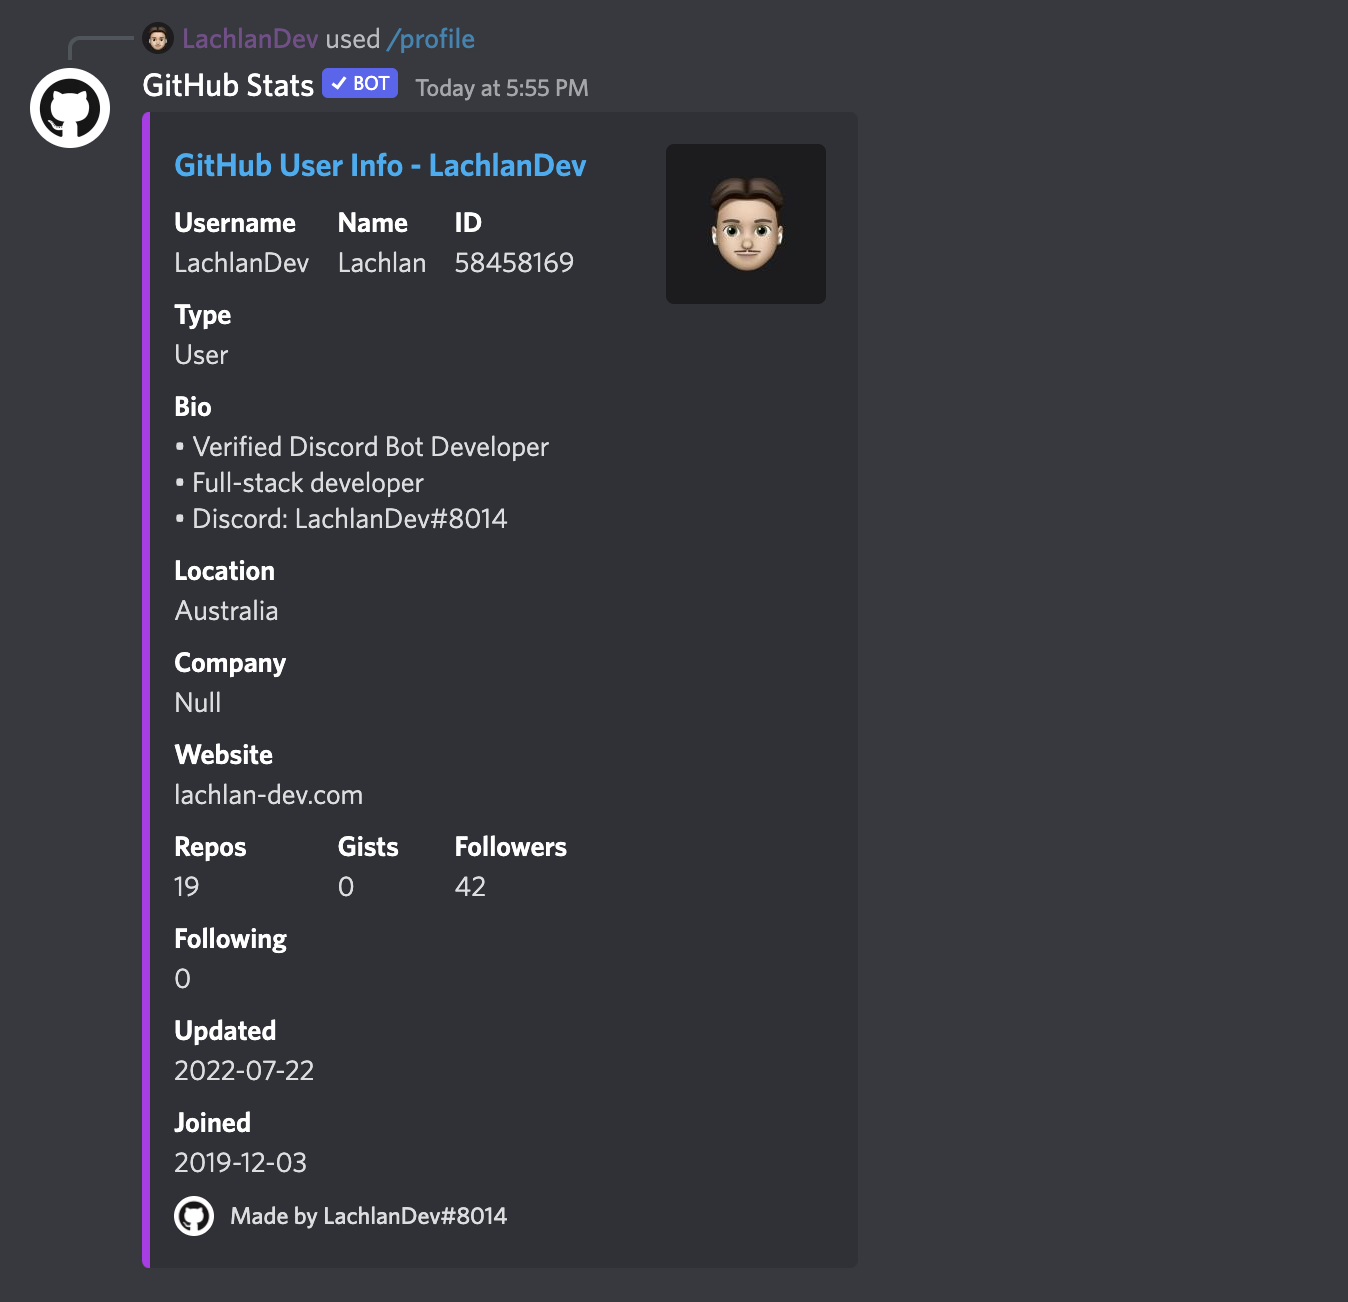 LachlanDev used /profile
GitHub Stats ✓ BOT Today at 5:55 PM
GitHub User Info - LachlanDev
Username Name ID
LachlanDev Lachlan 58458169
Type
User
Bio
• Verified Discord Bot Developer
• Full-stack developer
• Discord: LachlanDev#8014
Location
Australia
Company
Null
Website
lachlan-dev.com
Repos Gists Followers
19 0 42
Following
0
Updated
2022-07-22
Joined
2019-12-03
Made by LachlanDev#8014